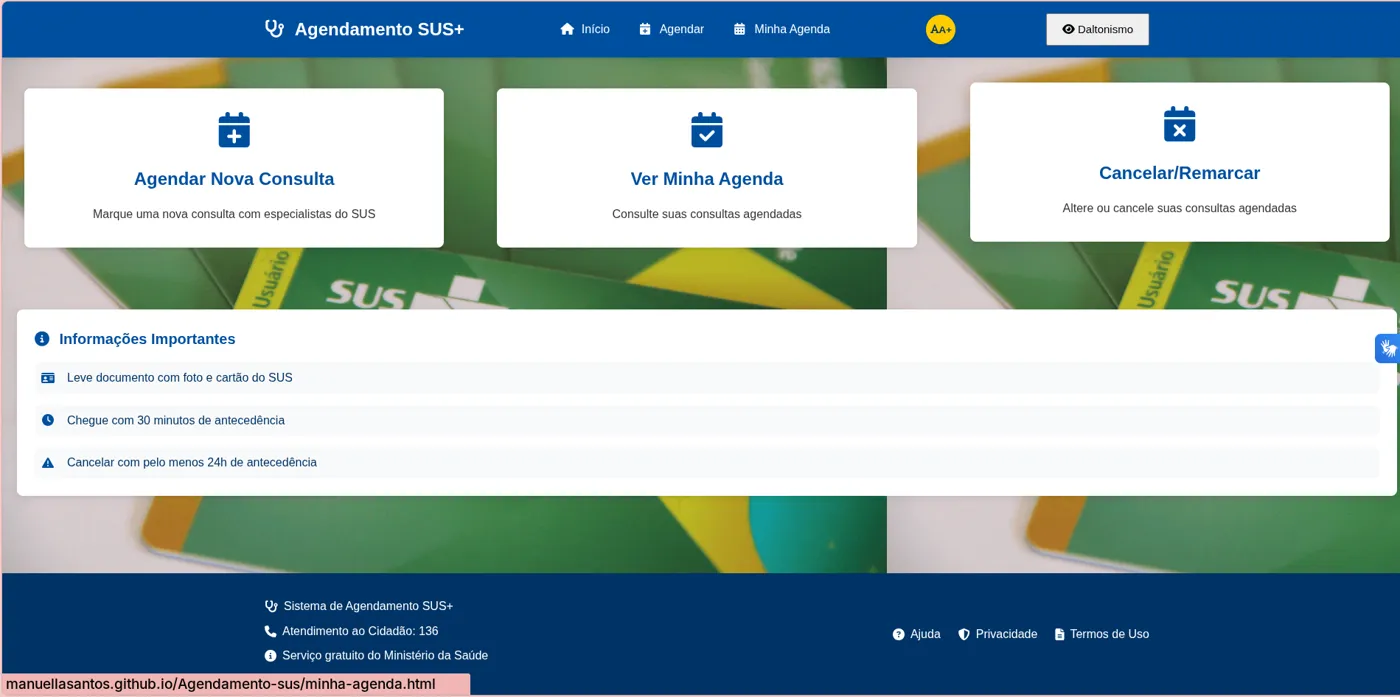 Agendamento SUS+
Início
Agendar
Minha Agenda
AA+
Daltonismo
Agendar Nova Consulta
Marque uma nova consulta com especialistas do SUS
Ver Minha Agenda
Consulte suas consultas agendadas
Cancelar/Remarcar
Altere ou cancele suas consultas agendadas
Usuário
SUS
Usuário
SUS
Informações Importantes
Leve documento com foto e cartão do SUS
Chegue com 30 minutos de antecedência
Cancelar com pelo menos 24h de antecedência
Sistema de Agendamento SUS+
Atendimento ao Cidadão: 136
Serviço gratuito do Ministério da Saúde
Ajuda
Privacidade
Termos de Uso
manuellasantos.github.io/Agendamento-sus/minha-agenda.html